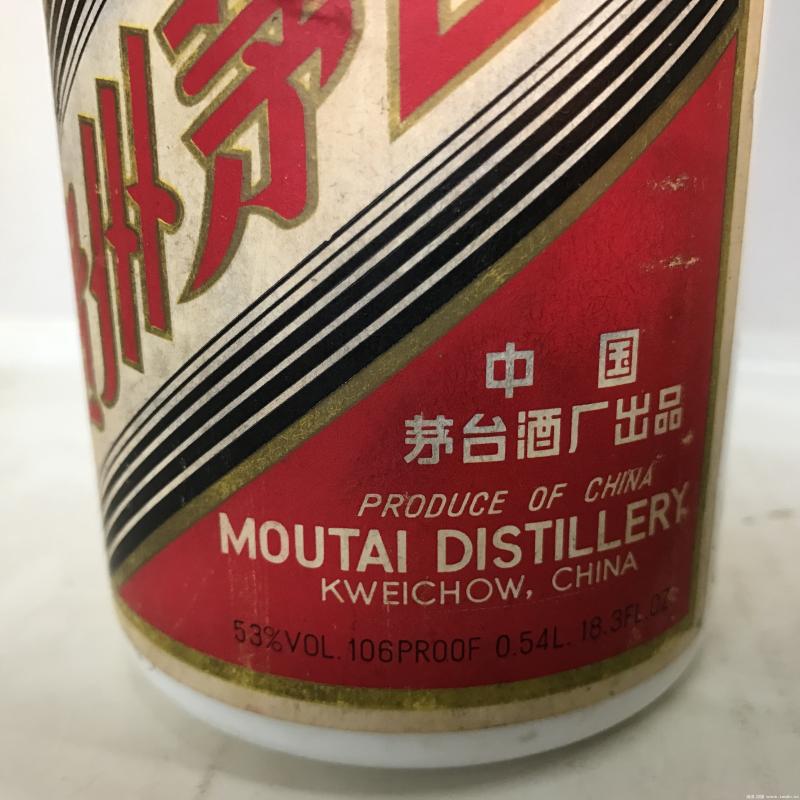 州茅
中国
茅台酒厂出品
PRODUCE OF CHINA
MOUTAI DISTILLERY
KWEICHOW, CHINA
53%VOL. 106PROOF 0.54L. 18.3FL.OZ